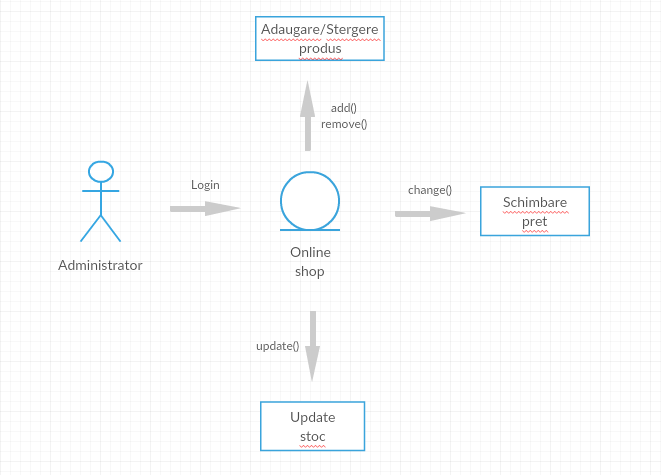 Adaugare/Stergere
produs
add()
remove()
Login
change()
Schimbare
pret
Administrator
Online
shop
update()
Update
stoc